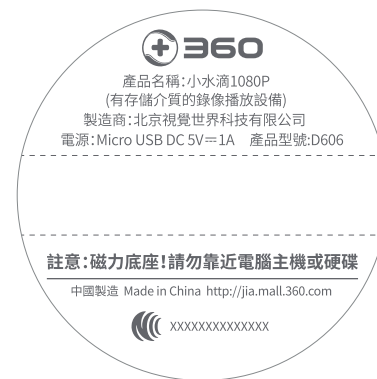 360
產品名稱:小水滴1080P
(有存儲介質的錄像播放設備)
製造商:北京視覺世界科技有限公司
電源:Micro USB DC 5V⎓1A 產品型號:D606
註意:磁力底座!請勿靠近電腦主機或硬碟
中國製造 Made in China http://jia.mall.360.com
XXXXXXXXXXXXXX